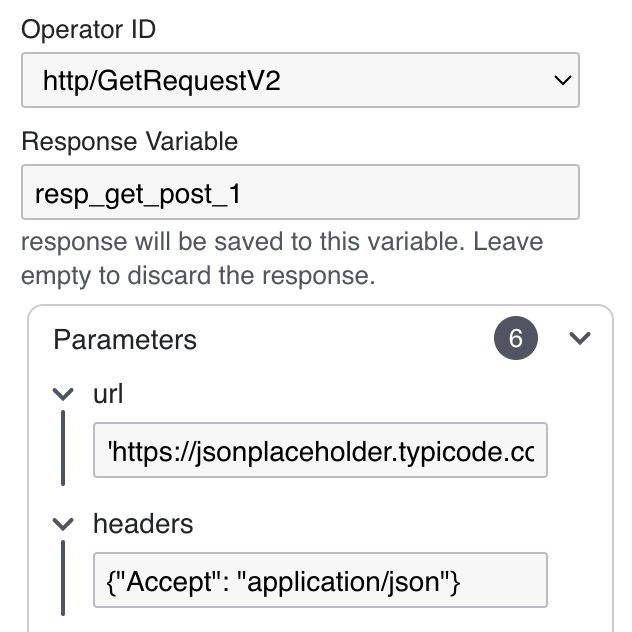 Operator ID
http/GetRequestV2
Response Variable
resp_get_post_1
response will be saved to this variable. Leave
empty to discard the response.
Parameters 6
url
'https://jsonplaceholder.typicode.cc
headers
{"Accept": "application/json"}